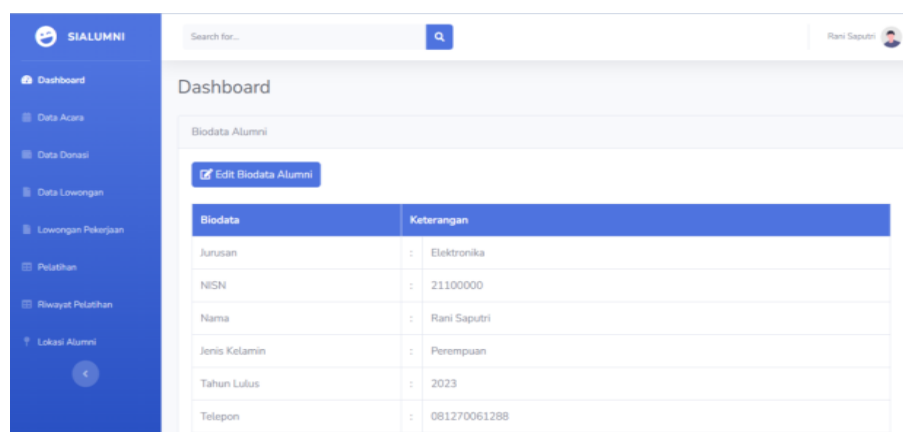 SIALUMNI
Search for...
Rani Saputri
Dashboard
Data Acara
Data Donasi
Data Lowongan
Lowongan Pekerjaan
Pelatihan
Riwayat Pelatihan
Lokasi Alumni
Dashboard
Biodata Alumni
Edit Biodata Alumni
Biodata Keterangan
Jurusan : Elektronika
NISN : 21100000
Nama : Rani Saputri
Jenis Kelamin : Perempuan
Tahun Lulus : 2023
Telepon : 081270061288